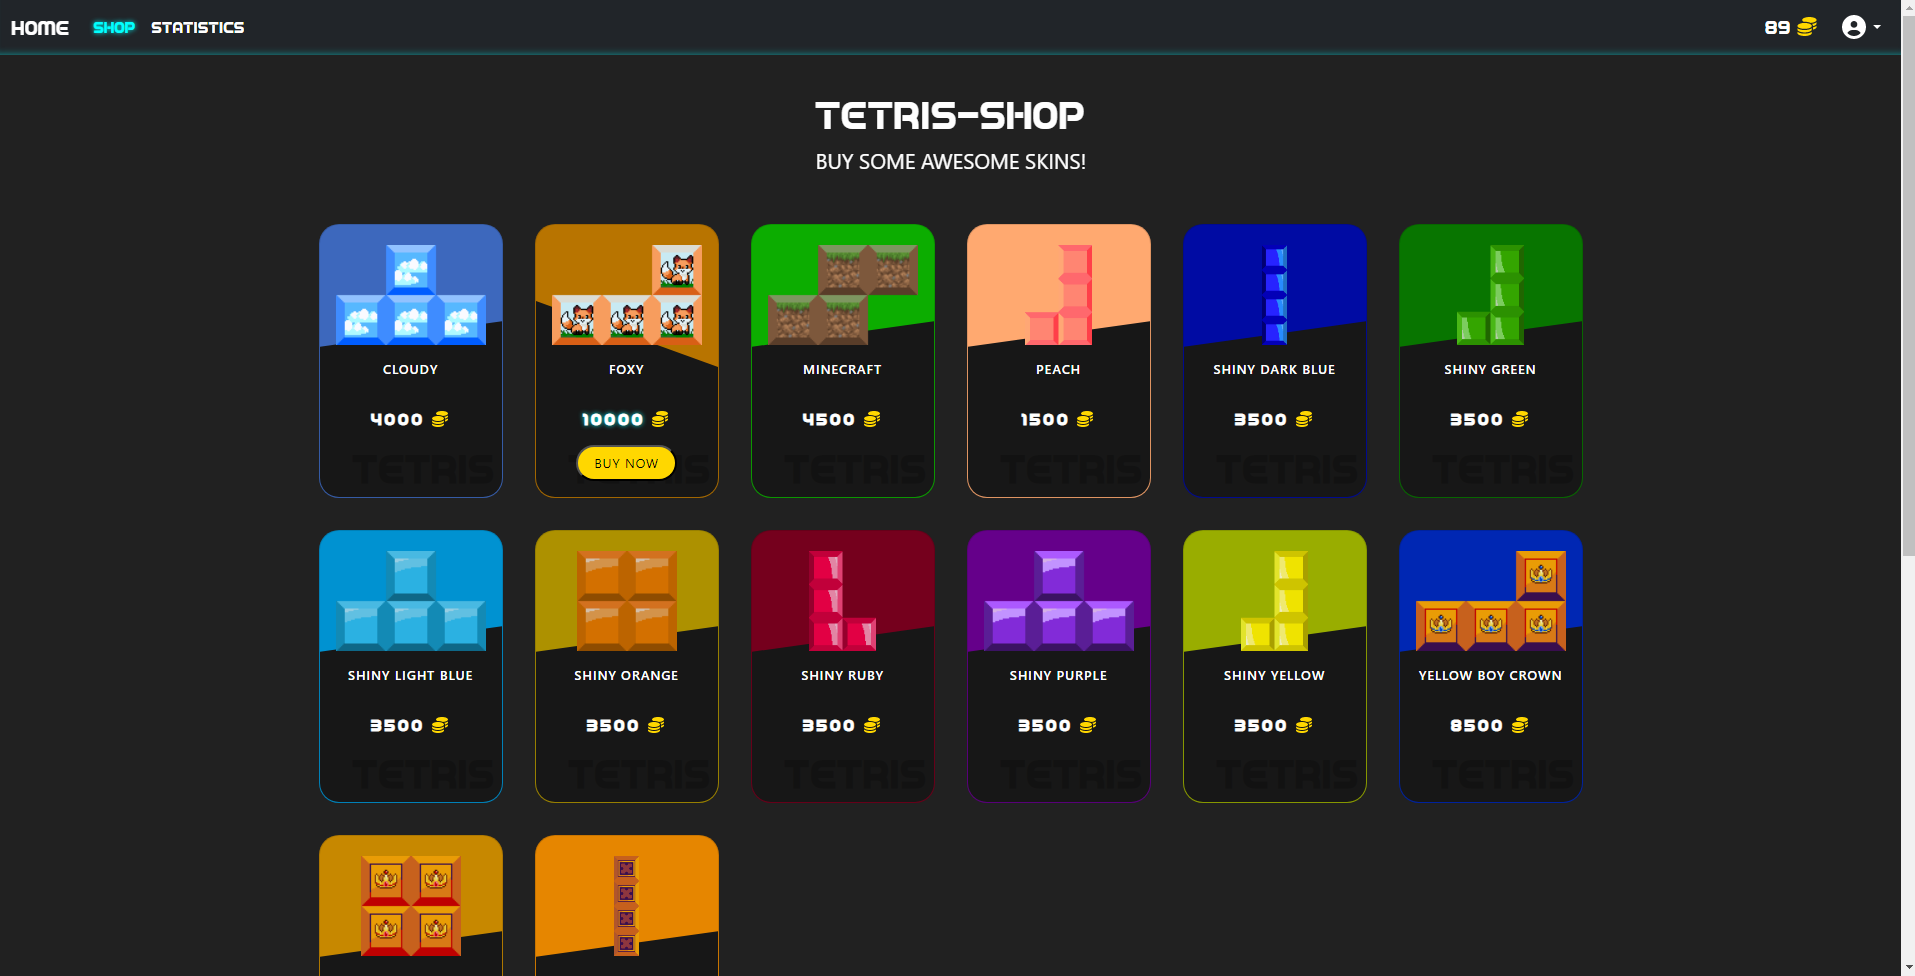 HOME SHOP STATISTICS 89
TETRIS-SHOP
BUY SOME AWESOME SKINS!
CLOUDY FOXY MINECRAFT PEACH SHINY DARK BLUE SHINY GREEN
4000 10000 4500 1500 3500 3500
BUY NOW
TETRIS TETRIS TETRIS TETRIS TETRIS TETRIS
SHINY LIGHT BLUE SHINY ORANGE SHINY RUBY SHINY PURPLE SHINY YELLOW YELLOW BOY CROWN
3500 3500 3500 3500 3500 8500
TETRIS TETRIS TETRIS TETRIS TETRIS TETRIS